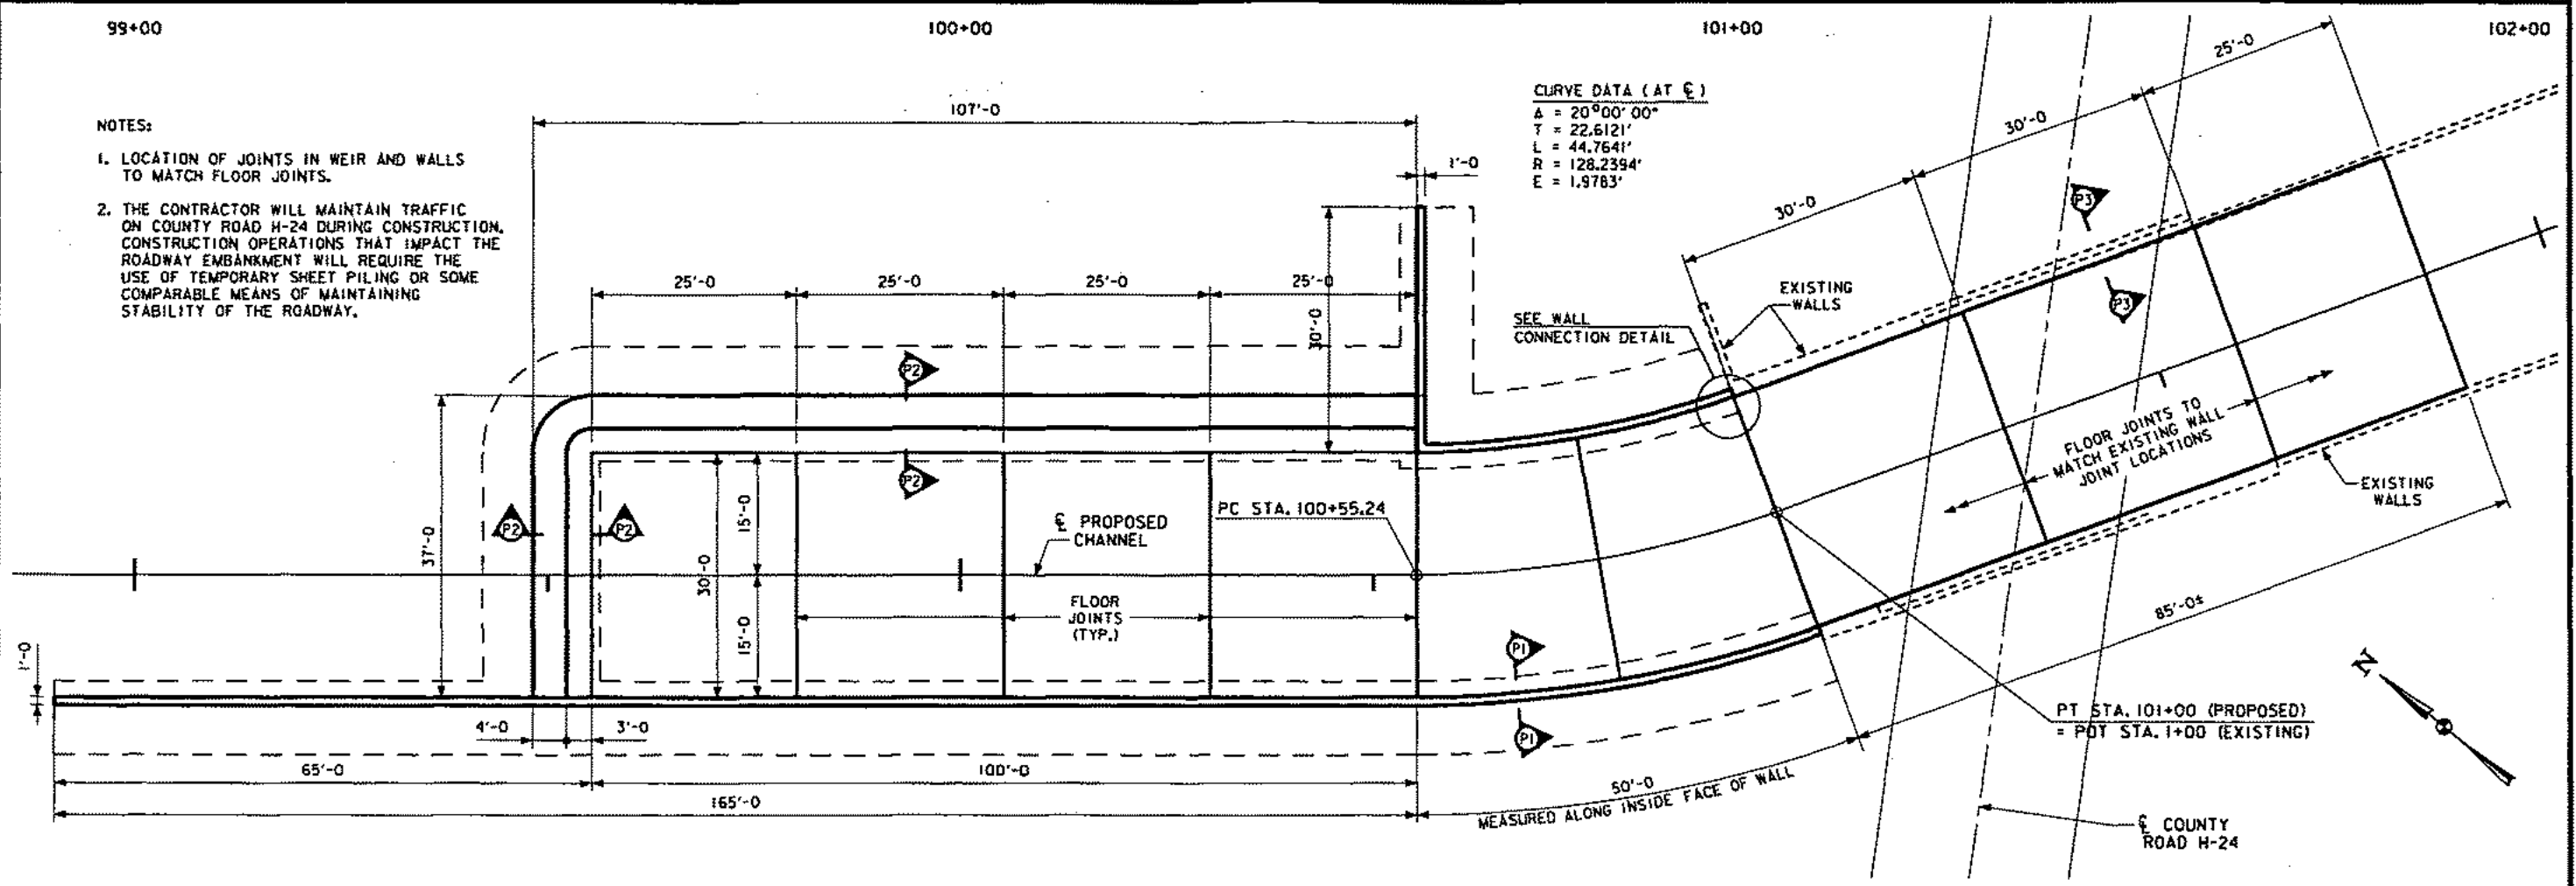 99+00
100+00
101+00
102+00
NOTES:
1. LOCATION OF JOINTS IN WEIR AND WALLS
TO MATCH FLOOR JOINTS.
2. THE CONTRACTOR WILL MAINTAIN TRAFFIC
ON COUNTY ROAD H-24 DURING CONSTRUCTION.
CONSTRUCTION OPERATIONS THAT IMPACT THE
ROADWAY EMBANKMENT WILL REQUIRE THE
USE OF TEMPORARY SHEET PILING OR SOME
COMPARABLE MEANS OF MAINTAINING
STABILITY OF THE ROADWAY.
107'-0
CURVE DATA (AT ℄)
Δ = 20°00'00"
T = 22.6121'
L = 44.7641'
R = 128.2394'
E = 1.9783'
1'-0
25'-0
30'-0
30'-0
P3
P3
25'-0
25'-0
25'-0
25'-0
30'-0
EXISTING
WALLS
SEE WALL
CONNECTION DETAIL
P2
P2
P2
P2
37'-0
30'-0
15'-0
15'-0
℄ PROPOSED
CHANNEL
PC STA. 100+55.24
FLOOR
JOINTS
(TYP.)
FLOOR JOINTS TO
MATCH EXISTING WALL
JOINT LOCATIONS
EXISTING
WALLS
85'-0±
P1
P1
1'-0
4'-0
3'-0
65'-0
100'-0
165'-0
50'-0
MEASURED ALONG INSIDE FACE OF WALL
PT STA. 101+00 (PROPOSED)
= POT STA. 1+00 (EXISTING)
N
℄ COUNTY
ROAD H-24